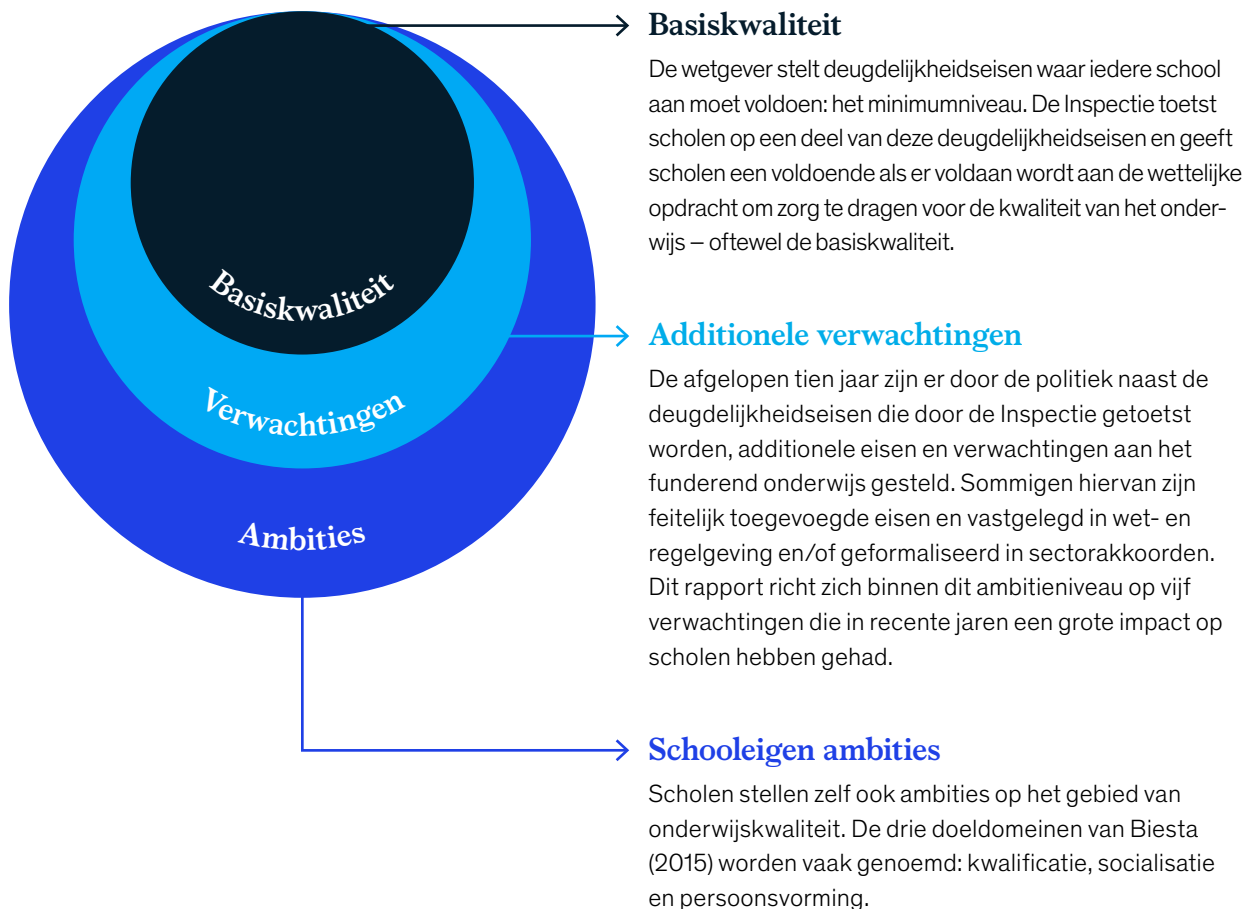 Basiskwaliteit
Verwachtingen
Ambities
Basiskwaliteit
De wetgever stelt deugdelijkheidseisen waar iedere school
aan moet voldoen: het minimumniveau. De Inspectie toetst
scholen op een deel van deze deugdelijkheidseisen en geeft
scholen een voldoende als er voldaan wordt aan de wettelijke
opdracht om zorg te dragen voor de kwaliteit van het onder-
wijs – oftewel de basiskwaliteit.
Additionele verwachtingen
De afgelopen tien jaar zijn er door de politiek naast de
deugdelijkheidseisen die door de Inspectie getoetst
worden, additionele eisen en verwachtingen aan het
funderend onderwijs gesteld. Sommigen hiervan zijn
feitelijk toegevoegde eisen en vastgelegd in wet- en
regelgeving en/of geformaliseerd in sectorakkoorden.
Dit rapport richt zich binnen dit ambitieniveau op vijf
verwachtingen die in recente jaren een grote impact op
scholen hebben gehad.
Schooleigen ambities
Scholen stellen zelf ook ambities op het gebied van
onderwijskwaliteit. De drie doeldomeinen van Biesta
(2015) worden vaak genoemd: kwalificatie, socialisatie
en persoonsvorming.